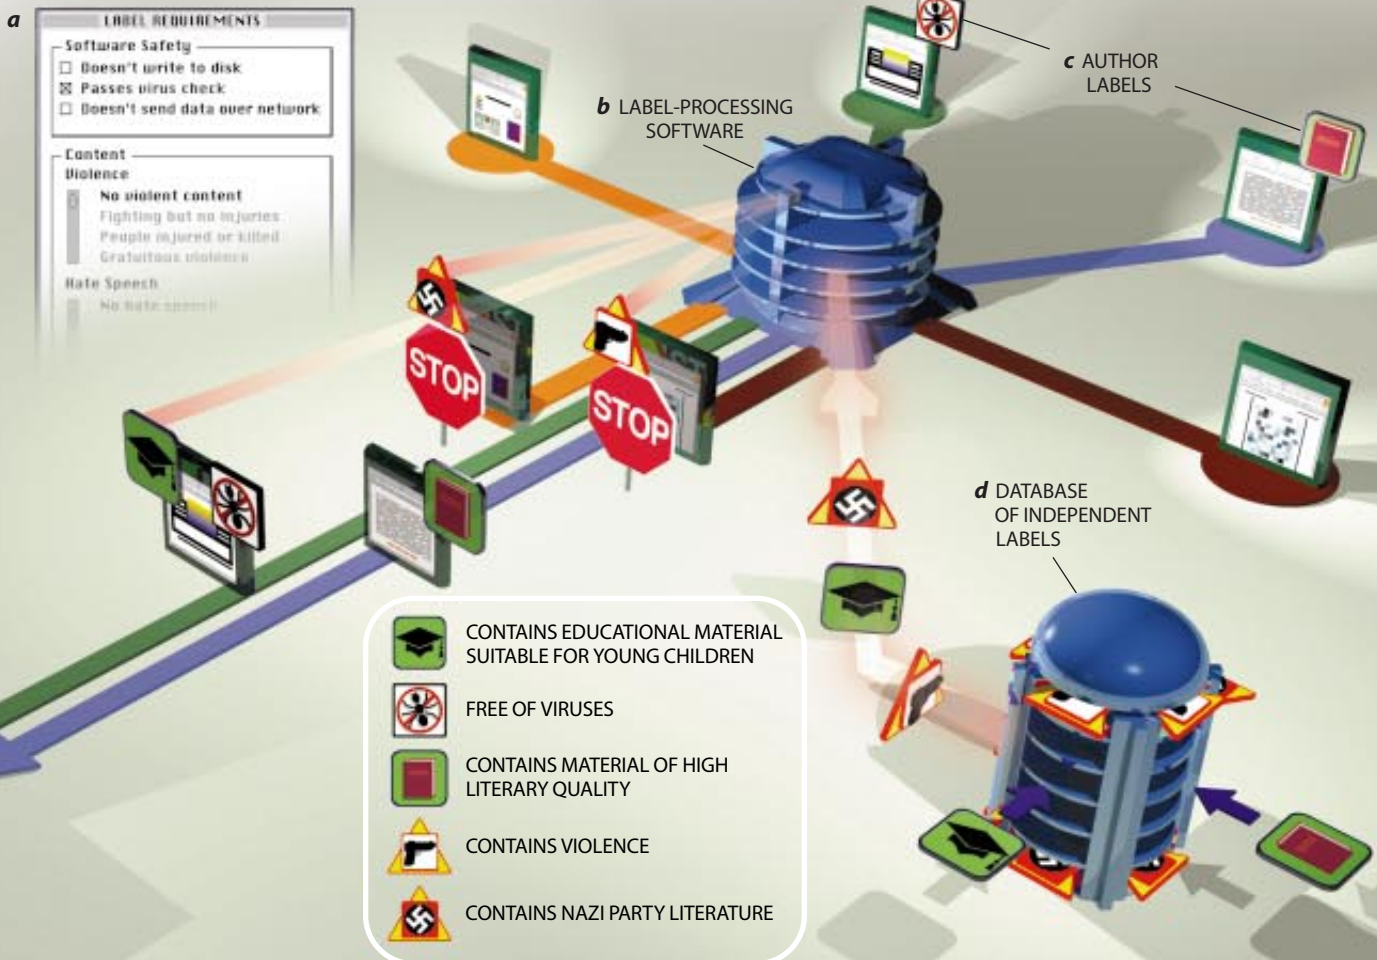 a
LABEL REQUIREMENTS
Software Safety
Doesn't write to disk
Passes virus check
Doesn't send data over network
Content
Violence
No violent content
Fighting but no injuries
People injured or killed
Gratuitous violence
Hate Speech
No hate speech
b LABEL-PROCESSING
SOFTWARE
c AUTHOR
LABELS
STOP
STOP
d DATABASE
OF INDEPENDENT
LABELS
CONTAINS EDUCATIONAL MATERIAL
SUITABLE FOR YOUNG CHILDREN
FREE OF VIRUSES
CONTAINS MATERIAL OF HIGH
LITERARY QUALITY
CONTAINS VIOLENCE
CONTAINS NAZI PARTY LITERATURE